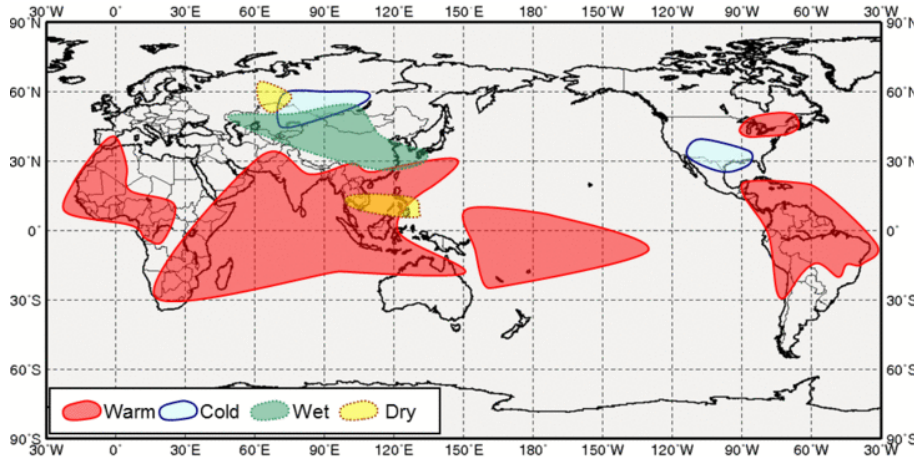 30°W 0° 30°E 60°E 90°E 120°E 150°E 180° 150°W 120°W 90°W 60°W 30°W
90°N 90°N
60°N 60°N
30°N 30°N
0° 0°
30°S 30°S
60°S 60°S
Warm Cold Wet Dry
90°S 90°S
30°W 0° 30°E 60°E 90°E 120°E 150°E 180° 150°W 120°W 90°W 60°W 30°W